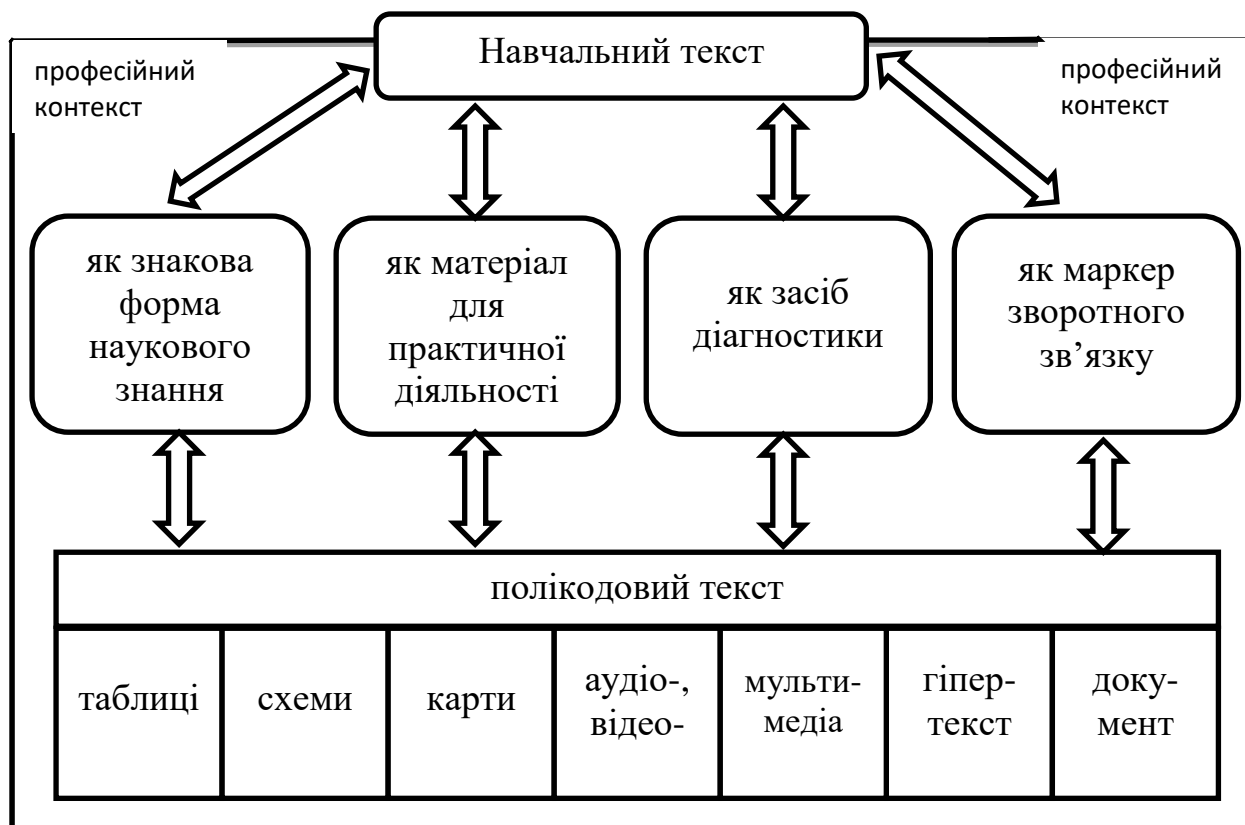 Навчальний текст
професійний
контекст
професійний
контекст
як знакова
форма
наукового
знання
як матеріал
для
практичної
діяльності
як засіб
діагностики
як маркер
зворотного
зв’язку
полікодовий текст
таблиці
схеми
карти
аудіо-,
відео-
мульти-
медіа
гіпер-
текст
доку-
мент